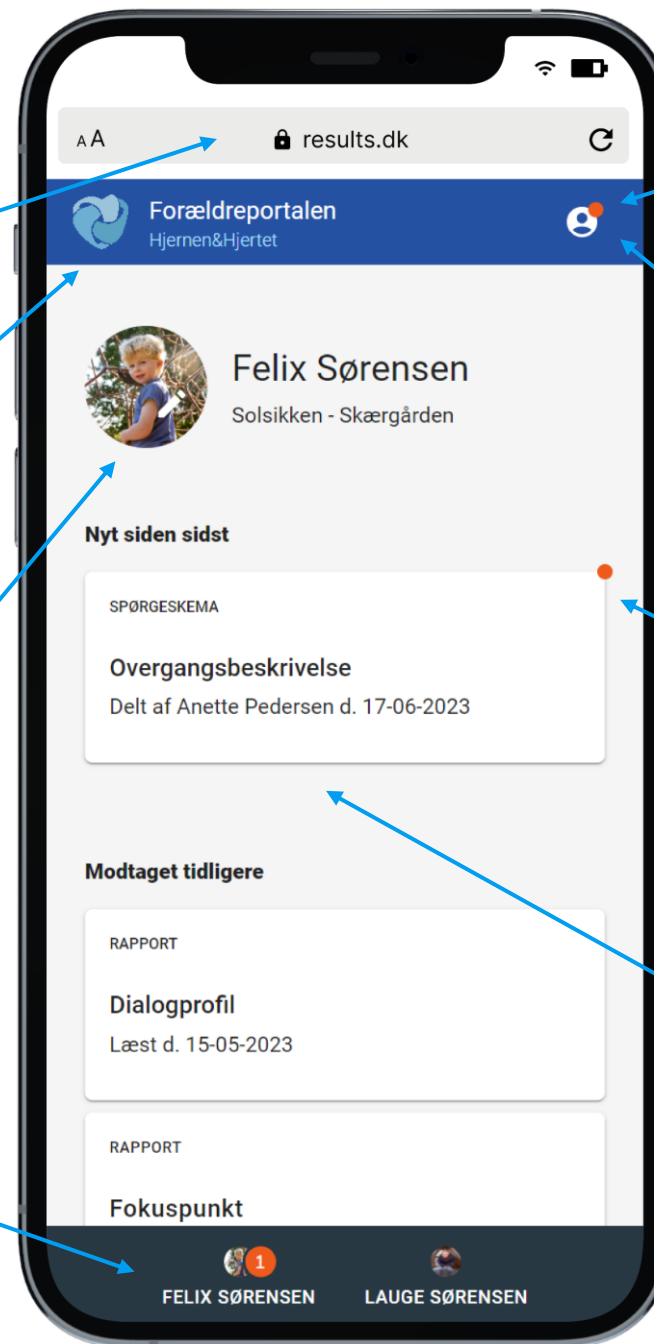 AA
results.dk
Forældreportalen
Hjernen&Hjertet
Felix Sørensen
Solsikken - Skærgården
Nyt siden sidst
SPØRGESKEMA
Overgangsbeskrivelse
Delt af Anette Pedersen d. 17-06-2023
Modtaget tidligere
RAPPORT
Dialogprofil
Læst d. 15-05-2023
RAPPORT
Fokuspunkt
1
FELIX SØRENSEN
LAUGE SØRENSEN